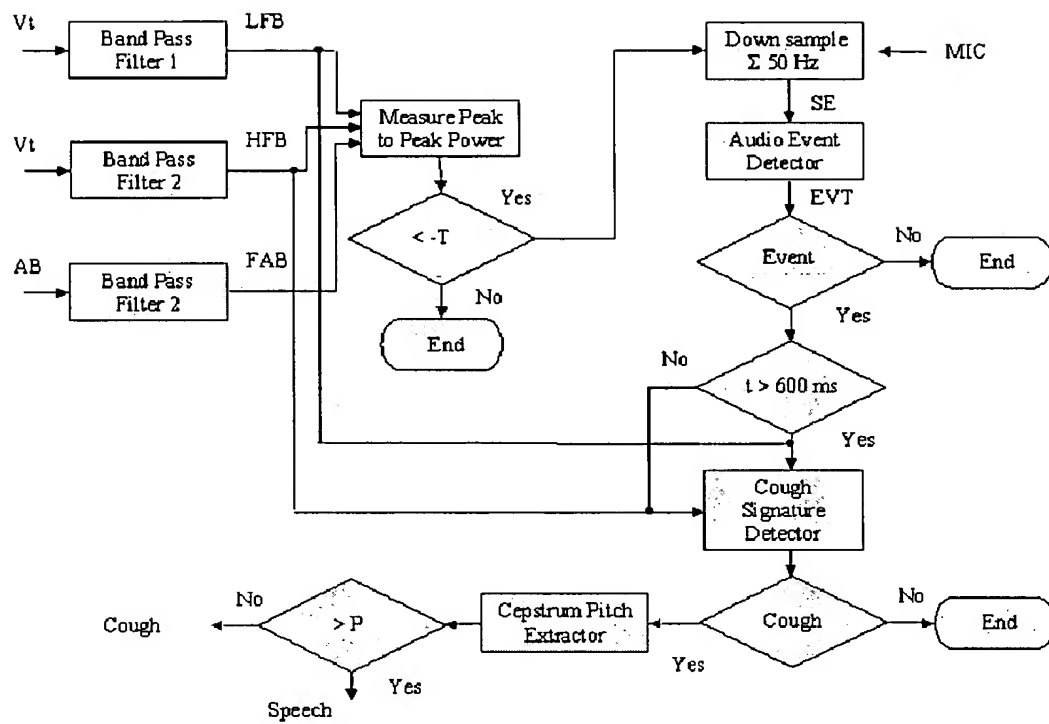 Vt
Band Pass
Filter 1
LFB
Down sample
Σ 50 Hz
MIC
SE
Measure Peak
to Peak Power
Vt
Band Pass
Filter 2
HFB
Audio Event
Detector
EVT
Yes
< -T
No
End
AB
Band Pass
Filter 2
FAB
Event
No
End
Yes
No
t > 600 ms
Yes
Cough
Signature
Detector
Cough
No
> P
Cepstrum Pitch
Extractor
Cough
No
End
Yes
Yes
Speech